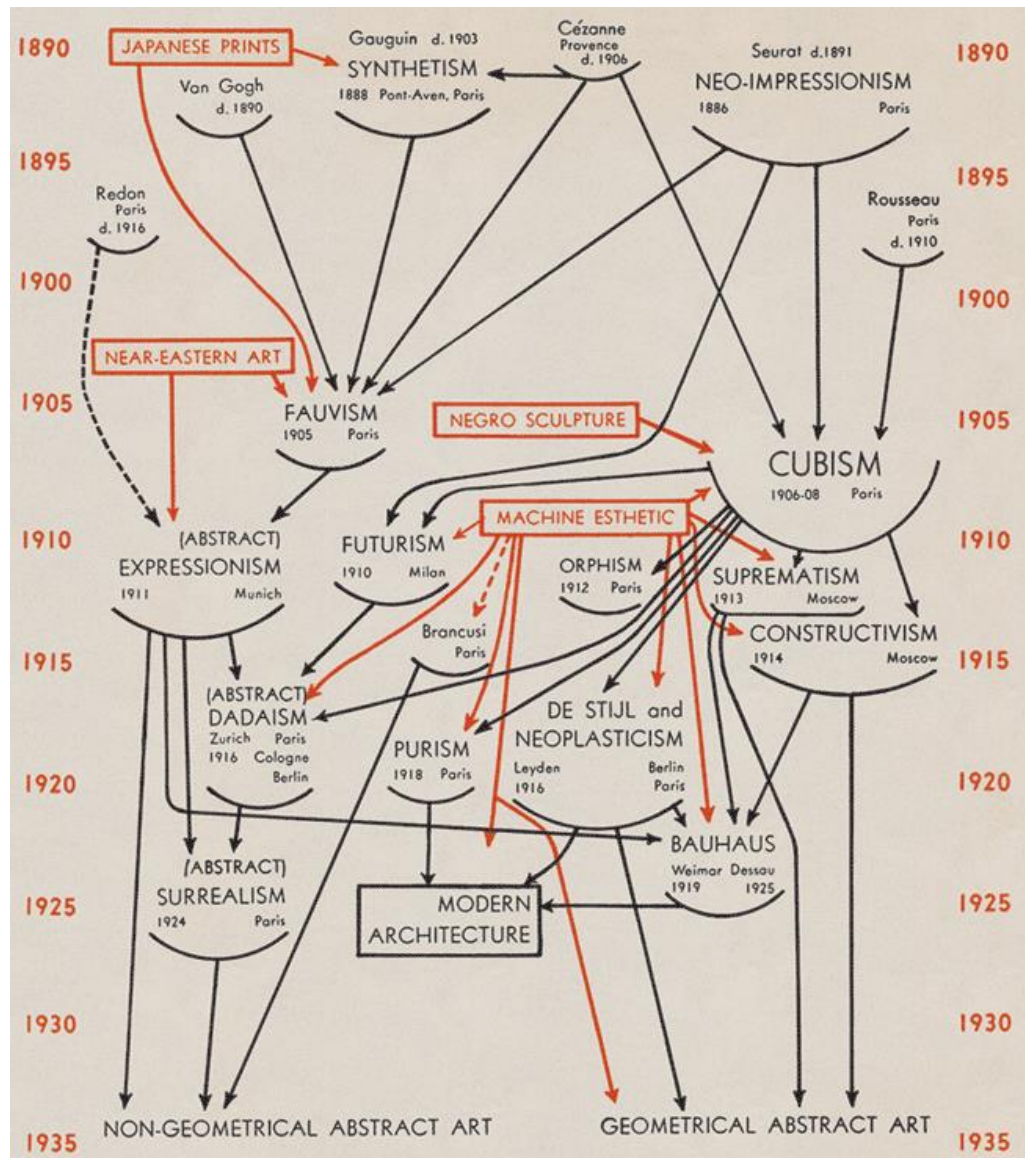 1890
JAPANESE PRINTS
Gauguin d. 1903
SYNTHETISM
1888 Pont-Aven, Paris
Cézanne
Provence
d. 1906
Seurat d.1891
NEO-IMPRESSIONISM
1886 Paris
1890
Van Gogh
d. 1890
1895
1895
Redon
Paris
d. 1916
Rousseau
Paris
d. 1910
1900
1900
NEAR-EASTERN ART
1905
FAUVISM
1905 Paris
NEGRO SCULPTURE
1905
CUBISM
1906-08 Paris
1910
(ABSTRACT)
EXPRESSIONISM
1911 Munich
FUTURISM
1910 Milan
MACHINE ESTHETIC
ORPHISM
1912 Paris
SUPREMATISM
1913 Moscow
1910
Brancusi
Paris
CONSTRUCTIVISM
1914 Moscow
1915
1915
(ABSTRACT)
DADAISM
Zurich Paris
1916 Cologne
Berlin
PURISM
1918 Paris
DE STIJL and
NEOPLASTICISM
Leyden Berlin
1916 Paris
1920
1920
BAUHAUS
Weimar Dessau
1919 1925
(ABSTRACT)
SURREALISM
1924 Paris
1925
MODERN
ARCHITECTURE
1925
1930
1930
NON-GEOMETRICAL ABSTRACT ART
GEOMETRICAL ABSTRACT ART
1935
1935